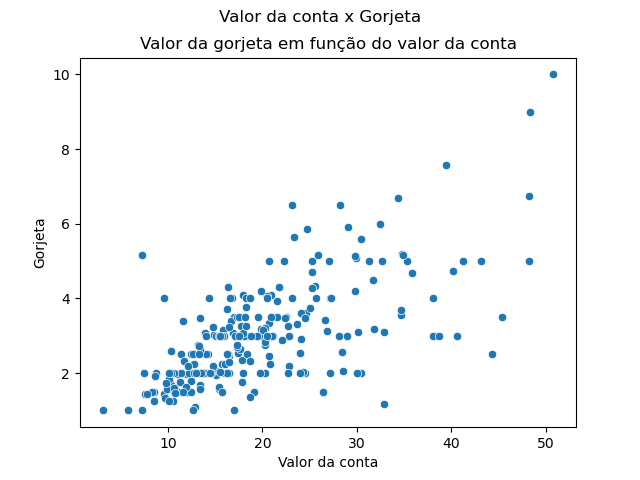 Valor da conta x Gorjeta
Valor da gorjeta em função do valor da conta
10
8
6
4
2
Gorjeta
10 20 30 40 50
Valor da conta